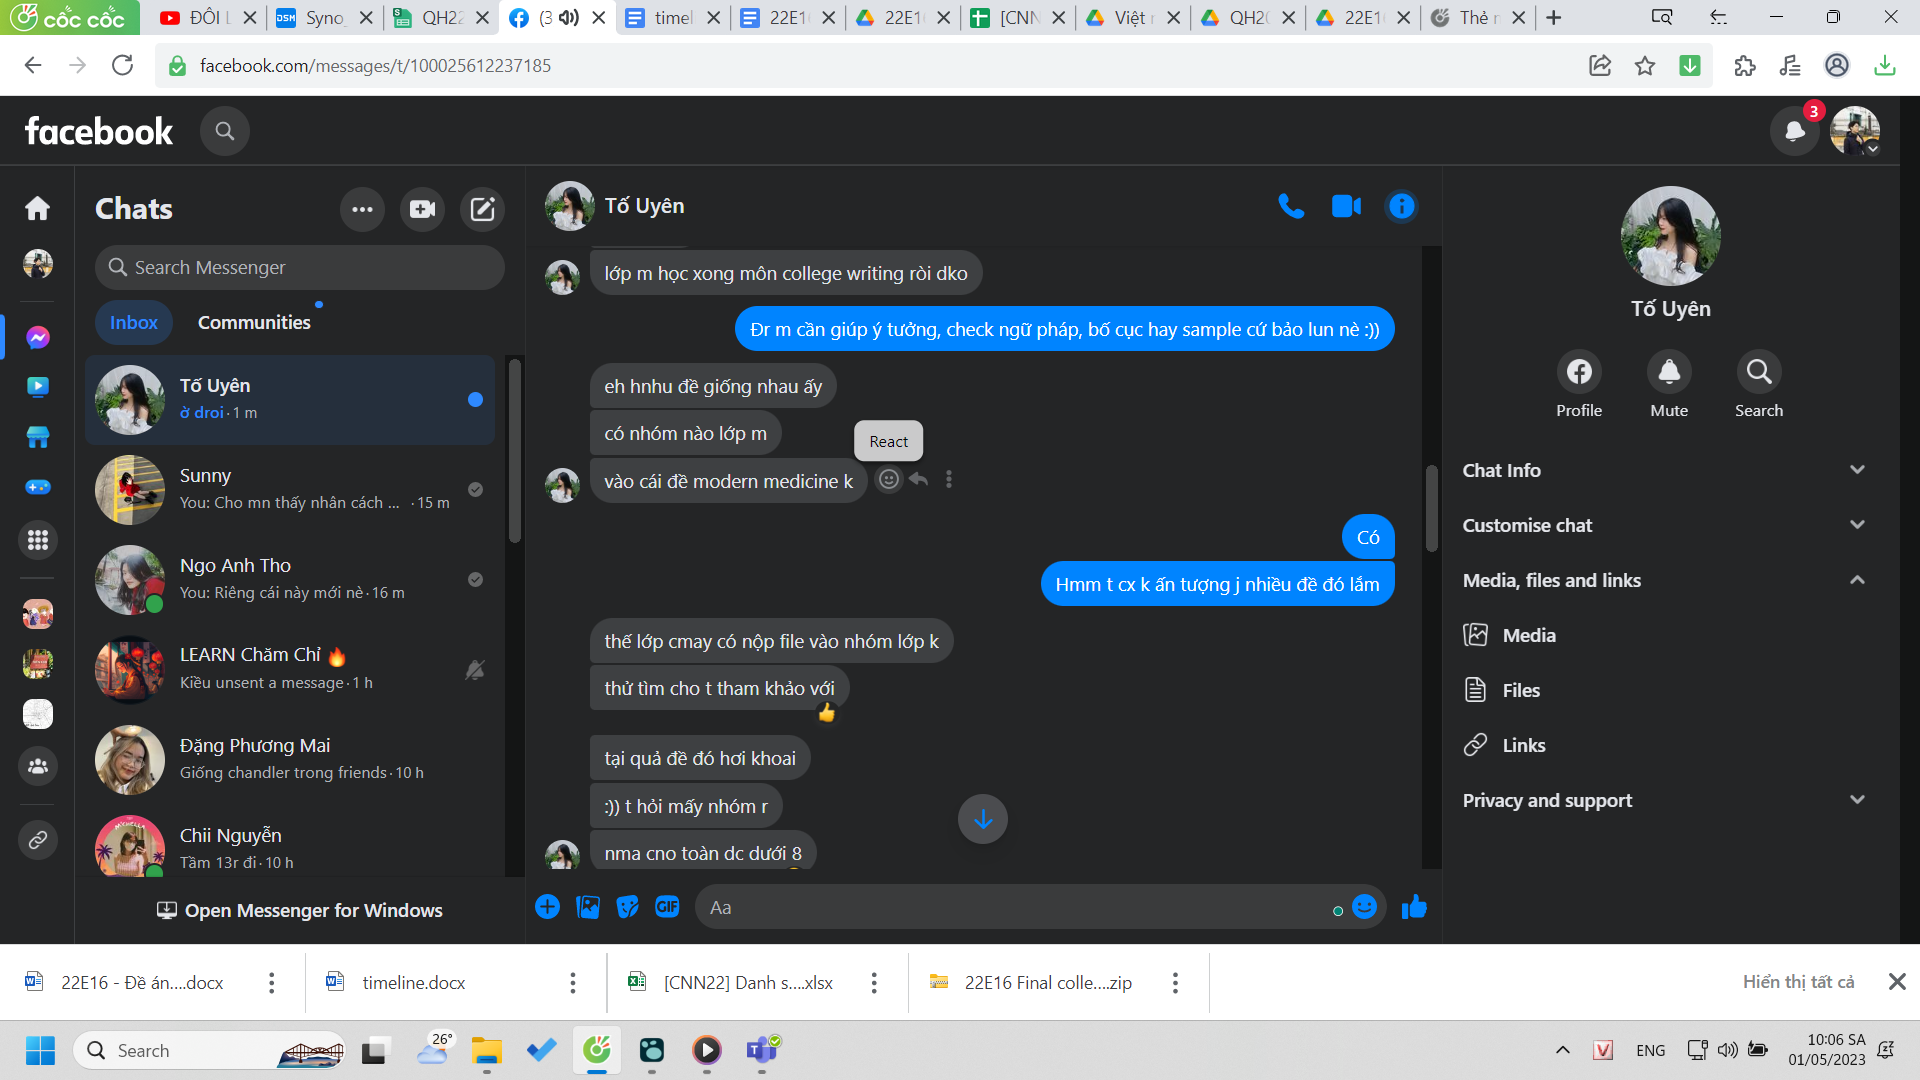 cốc cốc
ĐÔI L
Syno
QH22
(3
timel
22E1
22E1
[CNN
Việt r
QH20
22E1
Thẻ r
facebook.com/messages/t/100025612237185
facebook
3
Chats
Search Messenger
Inbox
Communities
Tố Uyên
ờ droi · 1 m
Sunny
You: Cho mn thấy nhân cách ... · 15 m
Ngo Anh Tho
You: Riêng cái này mới nè · 16 m
LEARN Chăm Chỉ 🔥
Kiều unsent a message · 1 h
Đặng Phương Mai
Giống chandler trong friends · 10 h
Chii Nguyễn
Tầm 13r đi · 10 h
Open Messenger for Windows
Tố Uyên
lớp m học xong môn college writing ròi dko
Đr m cần giúp ý tưởng, check ngữ pháp, bố cục hay sample cứ bảo lun nè :))
eh hnhu đề giống nhau ấy
có nhóm nào lớp m
React
vào cái đề modern medicine k
Có
Hmm t cx k ấn tượng j nhiều đề đó lắm
thế lớp cmay có nộp file vào nhóm lớp k
thử tìm cho t tham khảo với
tại quả đề đó hơi khoai
:)) t hỏi mấy nhóm r
nma cno toàn dc dưới 8
GIF
Aa
Tố Uyên
Profile
Mute
Search
Chat Info
Customise chat
Media, files and links
Media
Files
Links
Privacy and support
22E16 - Đề án....docx
timeline.docx
[CNN22] Danh s....xlsx
22E16 Final colle....zip
Hiển thị tất cả
Search
26°
ENG
10:06 SA
01/05/2023